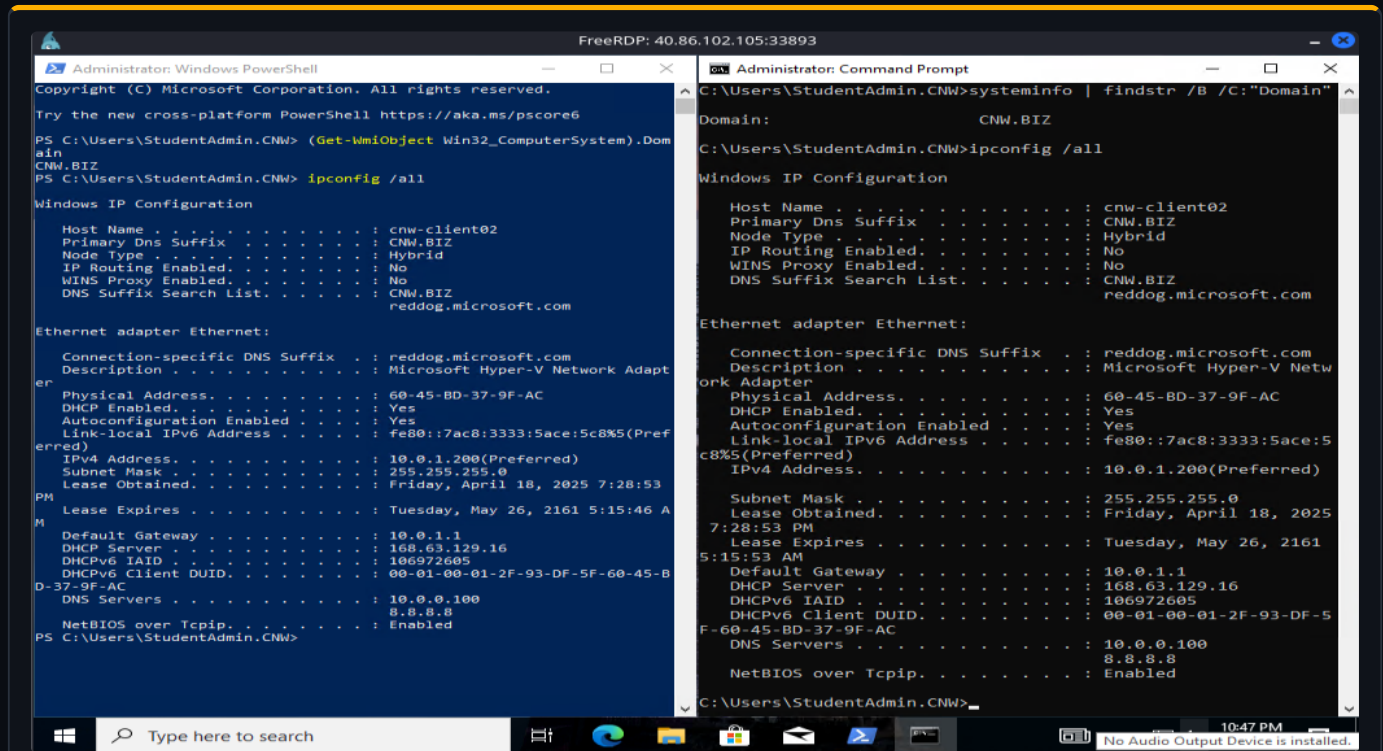 FreeRDP: 40.86.102.105:33893
Administrator: Windows PowerShell
Copyright (C) Microsoft Corporation. All rights reserved.
Try the new cross-platform PowerShell https://aka.ms/pscore6
PS C:\Users\StudentAdmin.CNW> (Get-WmiObject Win32_ComputerSystem).Dom
ain
CNW.BIZ
PS C:\Users\StudentAdmin.CNW> ipconfig /all
Windows IP Configuration
Host Name . . . . . . . . . . . . : cnw-client02
Primary Dns Suffix . . . . . . . : CNW.BIZ
Node Type . . . . . . . . . . . . : Hybrid
IP Routing Enabled. . . . . . . . : No
WINS Proxy Enabled. . . . . . . . : No
DNS Suffix Search List. . . . . . : CNW.BIZ
reddog.microsoft.com
Ethernet adapter Ethernet:
Connection-specific DNS Suffix . : reddog.microsoft.com
Description . . . . . . . . . . . : Microsoft Hyper-V Network Adapt
er
Physical Address. . . . . . . . . : 60-45-BD-37-9F-AC
DHCP Enabled. . . . . . . . . . . : Yes
Autoconfiguration Enabled . . . . : Yes
Link-local IPv6 Address . . . . . : fe80::7ac8:3333:5ace:5c8%5(Pref
erred)
IPv4 Address. . . . . . . . . . . : 10.0.1.200(Preferred)
Subnet Mask . . . . . . . . . . . : 255.255.255.0
Lease Obtained. . . . . . . . . . : Friday, April 18, 2025 7:28:53
PM
Lease Expires . . . . . . . . . . : Tuesday, May 26, 2161 5:15:46 A
M
Default Gateway . . . . . . . . . : 10.0.1.1
DHCP Server . . . . . . . . . . . : 168.63.129.16
DHCPv6 IAID . . . . . . . . . . . : 106972605
DHCPv6 Client DUID. . . . . . . . : 00-01-00-01-2F-93-DF-5F-60-45-B
D-37-9F-AC
DNS Servers . . . . . . . . . . . : 10.0.0.100
8.8.8.8
NetBIOS over Tcpip. . . . . . . . : Enabled
PS C:\Users\StudentAdmin.CNW>
Administrator: Command Prompt
C:\Users\StudentAdmin.CNW>systeminfo | findstr /B /C:"Domain"
Domain: CNW.BIZ
C:\Users\StudentAdmin.CNW>ipconfig /all
Windows IP Configuration
Host Name . . . . . . . . . . . . : cnw-client02
Primary Dns Suffix . . . . . . . : CNW.BIZ
Node Type . . . . . . . . . . . . : Hybrid
IP Routing Enabled. . . . . . . . : No
WINS Proxy Enabled. . . . . . . . : No
DNS Suffix Search List. . . . . . : CNW.BIZ
reddog.microsoft.com
Ethernet adapter Ethernet:
Connection-specific DNS Suffix . : reddog.microsoft.com
Description . . . . . . . . . . . : Microsoft Hyper-V Netw
ork Adapter
Physical Address. . . . . . . . . : 60-45-BD-37-9F-AC
DHCP Enabled. . . . . . . . . . . : Yes
Autoconfiguration Enabled . . . . : Yes
Link-local IPv6 Address . . . . . : fe80::7ac8:3333:5ace:5
c8%5(Preferred)
IPv4 Address. . . . . . . . . . . : 10.0.1.200(Preferred)
Subnet Mask . . . . . . . . . . . : 255.255.255.0
Lease Obtained. . . . . . . . . . : Friday, April 18, 2025
7:28:53 PM
Lease Expires . . . . . . . . . . : Tuesday, May 26, 2161
5:15:53 AM
Default Gateway . . . . . . . . . : 10.0.1.1
DHCP Server . . . . . . . . . . . : 168.63.129.16
DHCPv6 IAID . . . . . . . . . . . : 106972605
DHCPv6 Client DUID. . . . . . . . : 00-01-00-01-2F-93-DF-5
F-60-45-BD-37-9F-AC
DNS Servers . . . . . . . . . . . : 10.0.0.100
8.8.8.8
NetBIOS over Tcpip. . . . . . . . : Enabled
C:\Users\StudentAdmin.CNW>
Type here to search
10:47 PM
No Audio Output Device is installed.